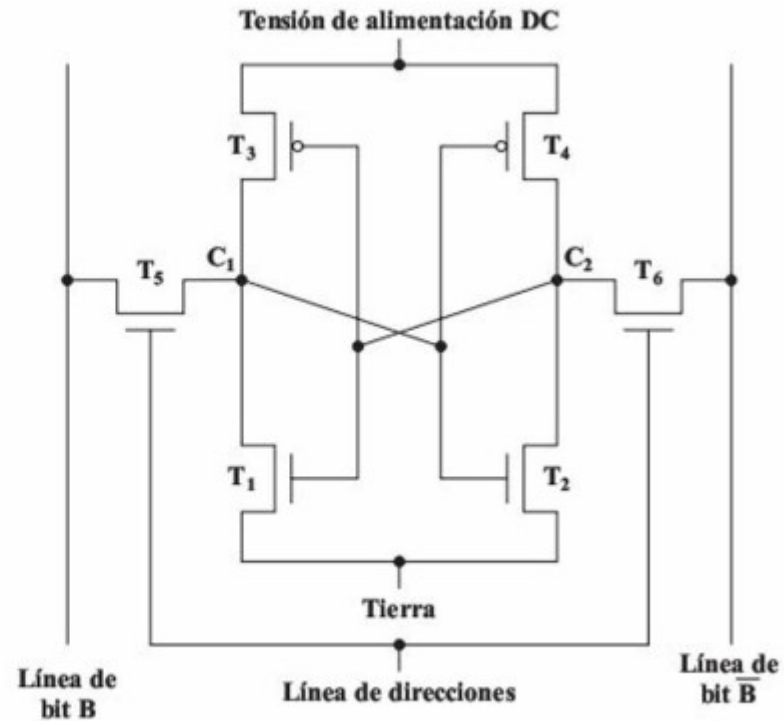 Tensión de alimentación DC
T3
T4
C1
C2
T5
T6
T1
T2
Tierra
Línea de
bit B
Línea de direcciones
Línea de
bit B̅